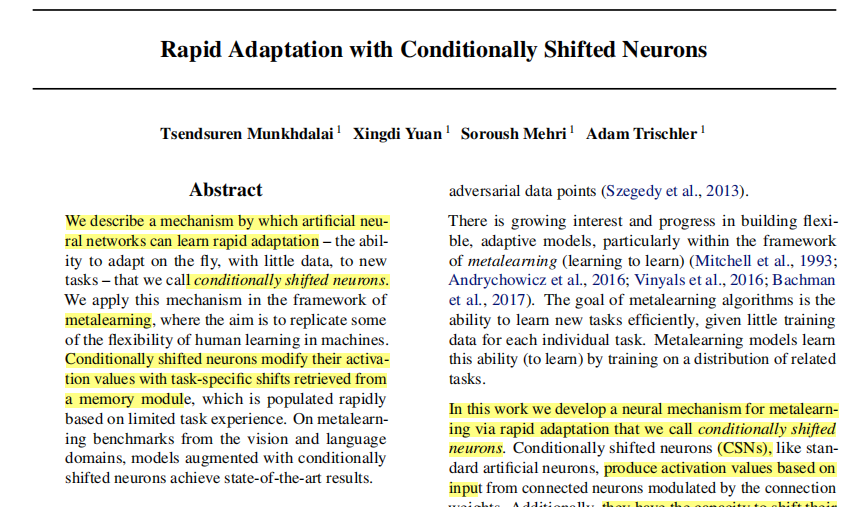 Rapid Adaptation with Conditionally Shifted Neurons
Tsendsuren Munkhdalai 1 Xingdi Yuan 1 Soroush Mehri 1 Adam Trischler 1
Abstract
We describe a mechanism by which artificial neu-
ral networks can learn rapid adaptation – the abil-
ity to adapt on the fly, with little data, to new
tasks – that we call conditionally shifted neurons.
We apply this mechanism in the framework of
metalearning, where the aim is to replicate some
of the flexibility of human learning in machines.
Conditionally shifted neurons modify their activa-
tion values with task-specific shifts retrieved from
a memory module, which is populated rapidly
based on limited task experience. On metalearn-
ing benchmarks from the vision and language
domains, models augmented with conditionally
shifted neurons achieve state-of-the-art results.
adversarial data points (Szegedy et al., 2013).
There is growing interest and progress in building flexi-
ble, adaptive models, particularly within the framework
of metalearning (learning to learn) (Mitchell et al., 1993;
Andrychowicz et al., 2016; Vinyals et al., 2016; Bachman
et al., 2017). The goal of metalearning algorithms is the
ability to learn new tasks efficiently, given little training
data for each individual task. Metalearning models learn
this ability (to learn) by training on a distribution of related
tasks.
In this work we develop a neural mechanism for metalearn-
ing via rapid adaptation that we call conditionally shifted
neurons. Conditionally shifted neurons (CSNs), like stan-
dard artificial neurons, produce activation values based on
input from connected neurons modulated by the connection
weights. Additionally, they have the capacity to shift their